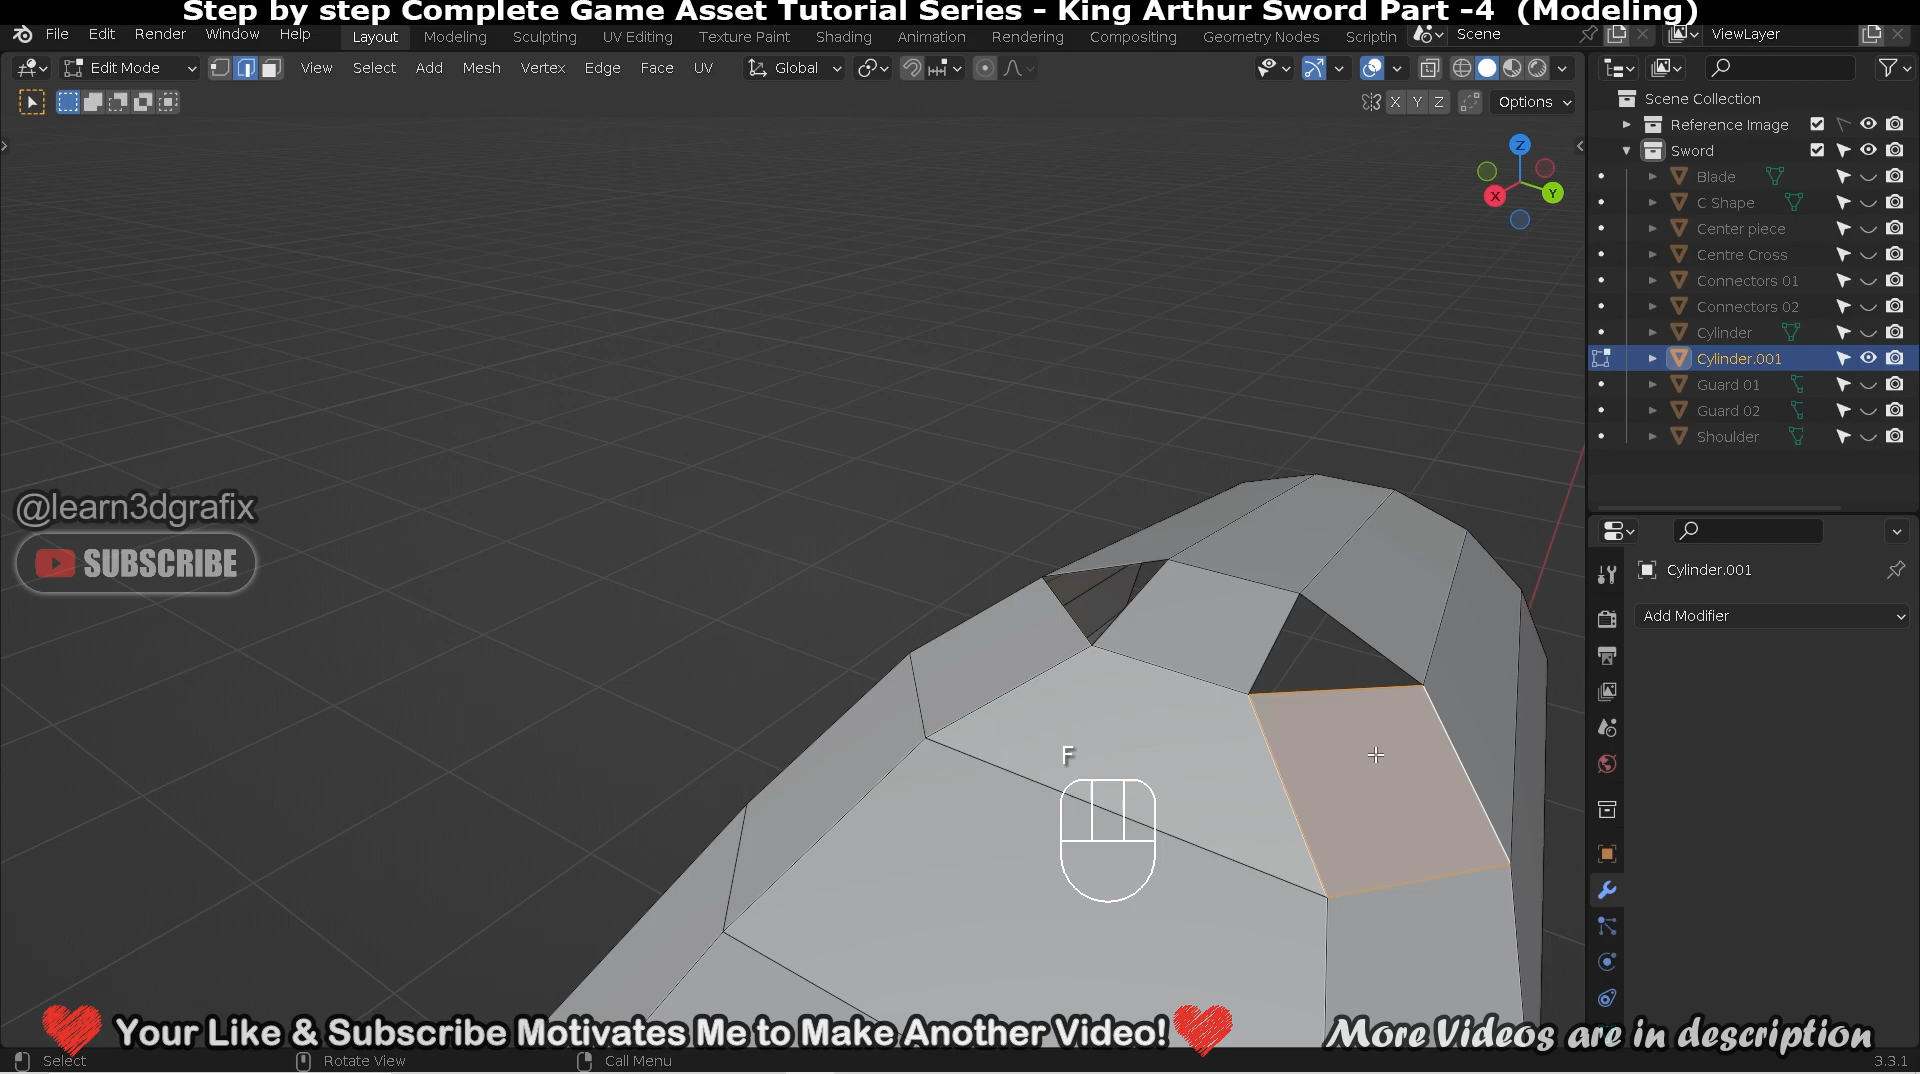 Step by step Complete Game Asset Tutorial Series - King Arthur Sword Part -4 (Modeling)
File Edit Render Window Help Layout Modeling Sculpting UV Editing Texture Paint Shading Animation Rendering Compositing Geometry Nodes Scriptin Scene ViewLayer
Edit Mode View Select Add Mesh Vertex Edge Face UV Global
X Y Z Options
Scene Collection
Reference Image
Sword
Blade
C Shape
Center piece
Centre Cross
Connectors 01
Connectors 02
Cylinder
Cylinder.001
Guard 01
Guard 02
Shoulder
Z
X
Y
@learn3dgrafix
SUBSCRIBE
Cylinder.001
Add Modifier
F
Your Like & Subscribe Motivates Me to Make Another Video!
More Videos are in description
Select Rotate View Call Menu 3.3.1